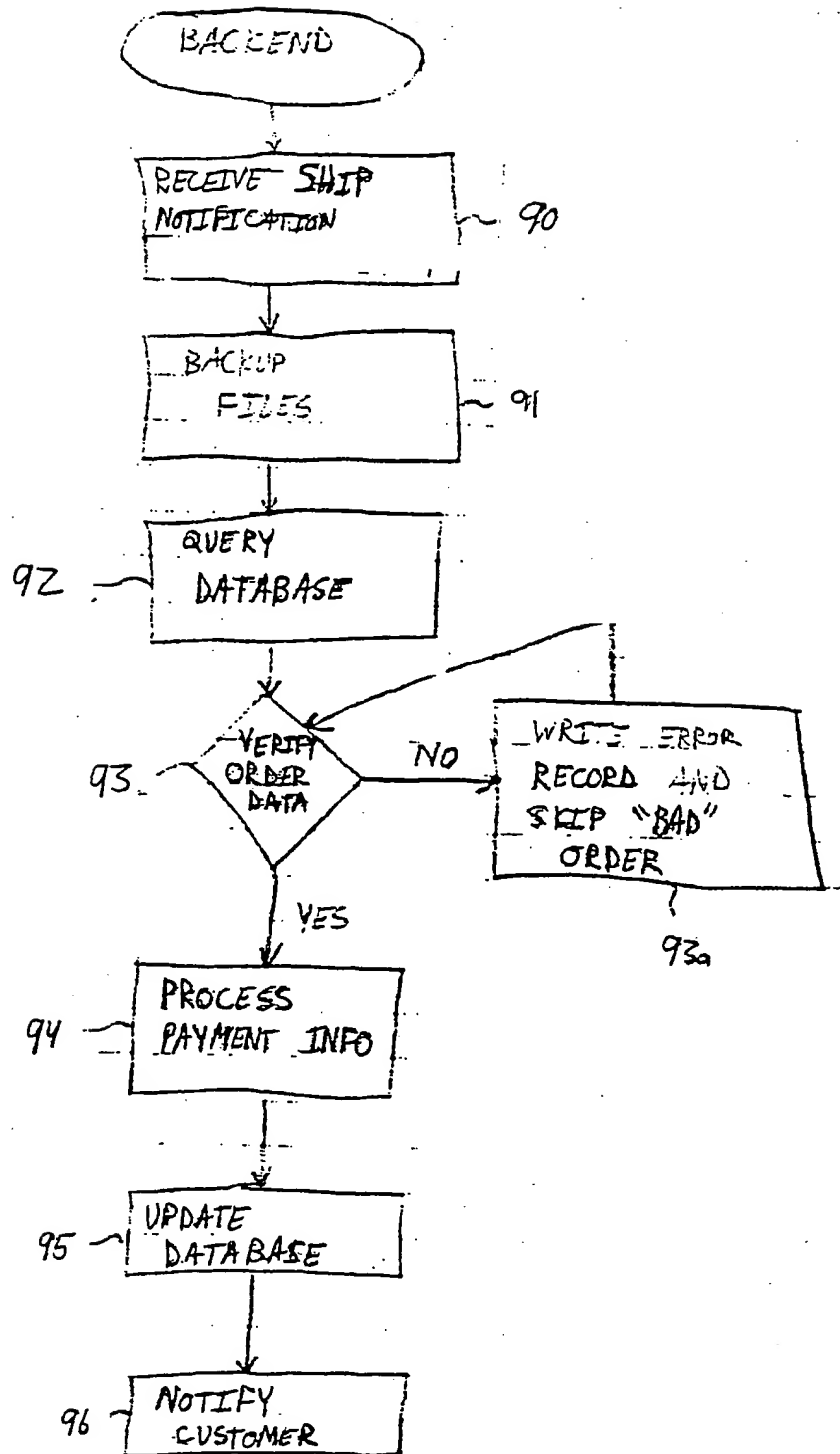 BACKEND
RECEIVE SHIP
NOTIFICATION
90
BACKUP
FILES
91
QUERY
DATABASE
92
VERIFY
ORDER
DATA
93
NO
WRITE ERROR
RECORD AND
SKIP "BAD"
ORDER
93a
YES
PROCESS
PAYMENT INFO
94
UPDATE
DATABASE
95
NOTIFY
CUSTOMER
96